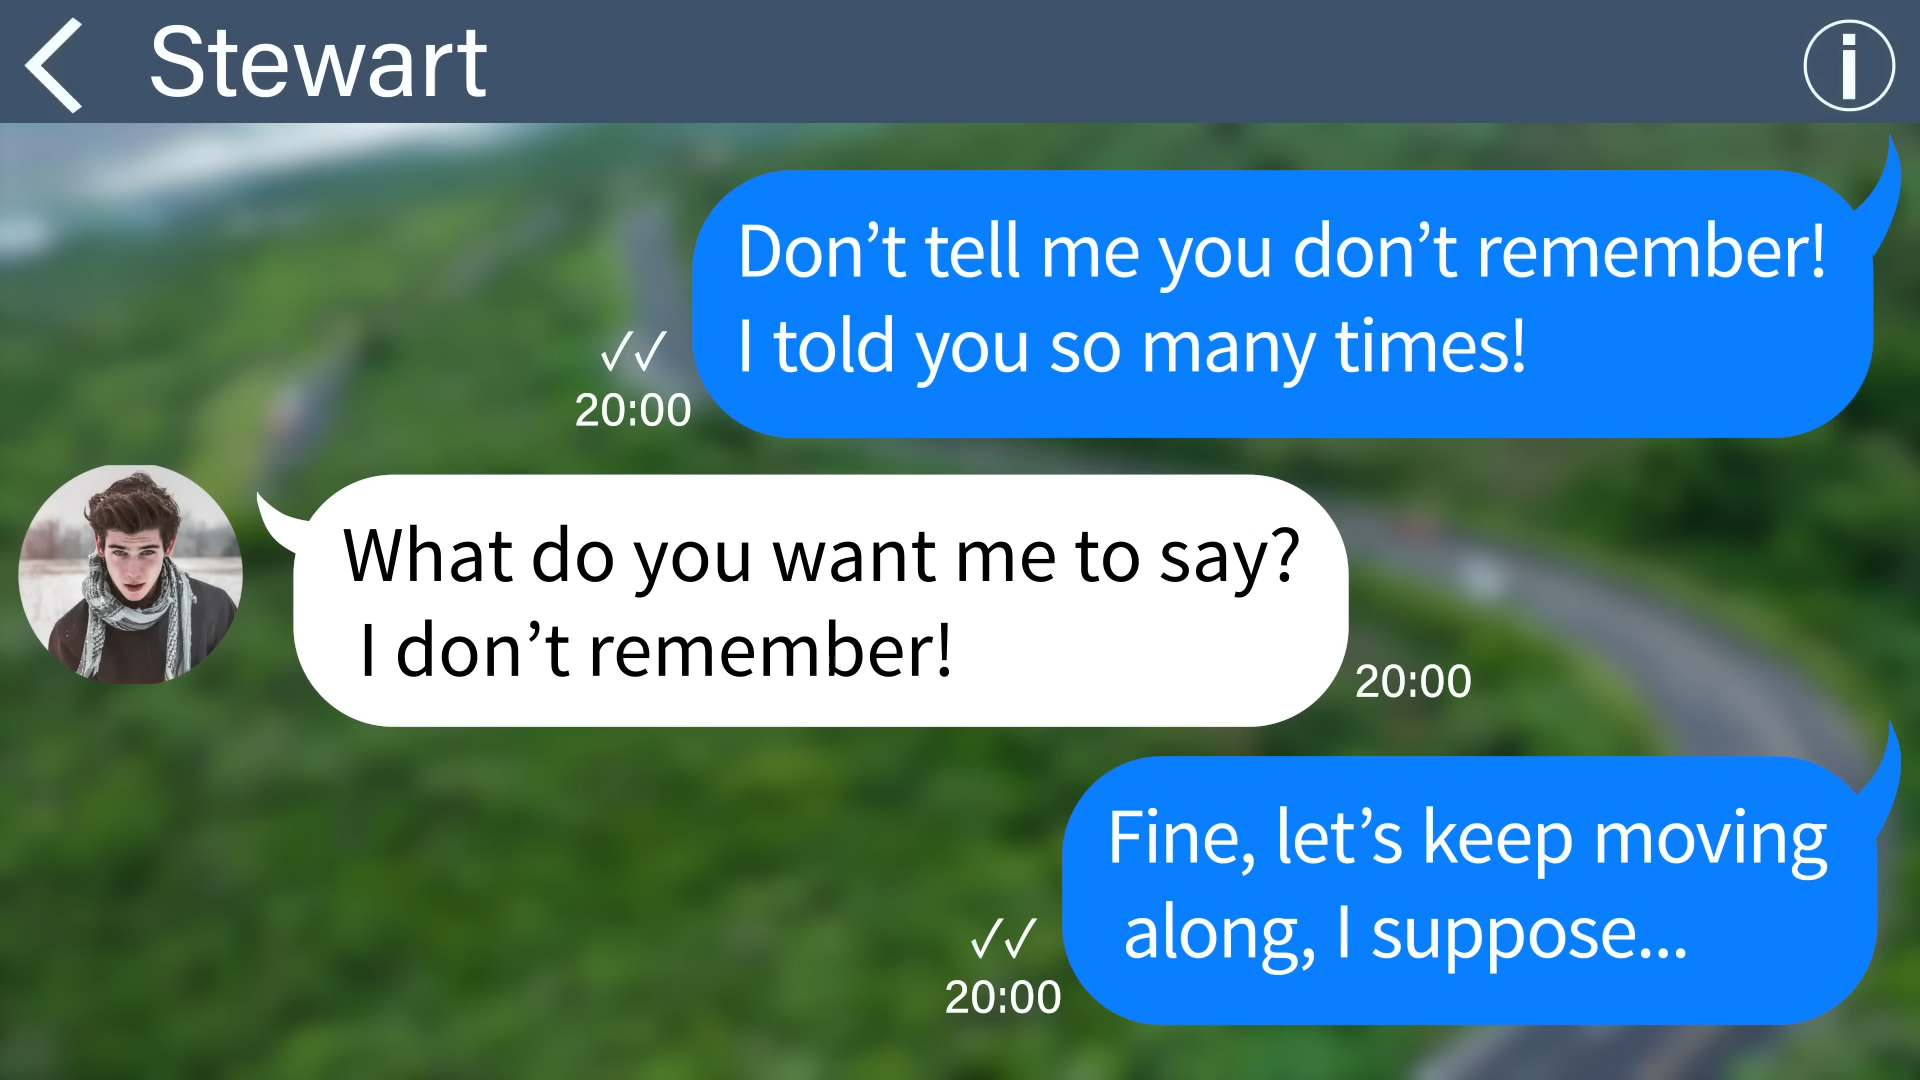 Stewart
Don’t tell me you don’t remember!
I told you so many times!
✓✓
20:00
What do you want me to say?
I don’t remember!
20:00
Fine, let’s keep moving
along, I suppose...
✓✓
20:00